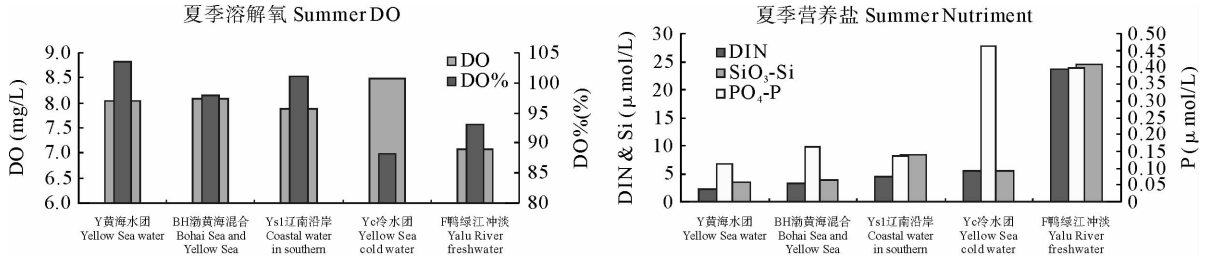 夏季溶解氧 Summer DO
DO (mg/L)
9.0
8.5
8.0
7.5
7.0
6.5
6.0
DO
DO%
105
100
95
90
85
80
DO%(%)
Y黄海水团
Yellow Sea water
BH渤黄海混合
Bohai Sea and
Yellow Sea
Ys1辽南沿岸
Coastal water
in southern
Yc冷水团
Yellow Sea
cold water
F鸭绿江冲淡
Yalu River
freshwater
夏季营养盐 Summer Nutriment
DIN & Si (μmol/L)
30
25
20
15
10
5
0
DIN
SiO₃-Si
PO₄-P
0.50
0.45
0.40
0.35
0.30
0.25
0.20
0.15
0.10
0.05
0
P (μmol/L)
Y黄海水团
Yellow Sea water
BH渤黄海混合
Bohai Sea and
Yellow Sea
Ys1辽南沿岸
Coastal water
in southern
Yc冷水团
Yellow Sea
cold water
F鸭绿江冲淡
Yalu River
freshwater